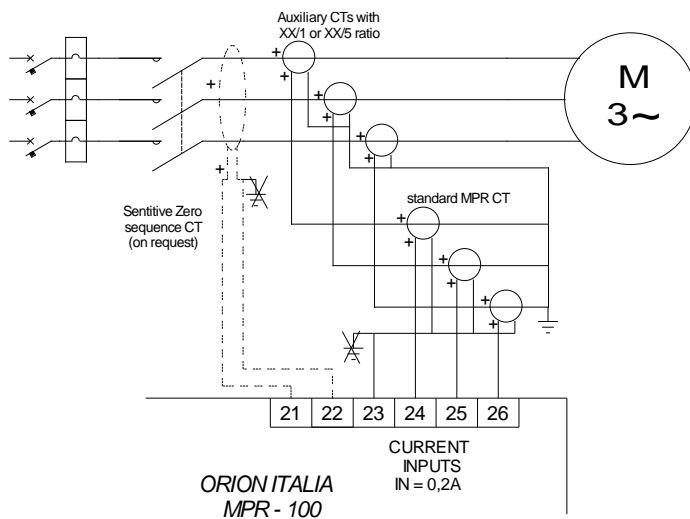 Auxiliary CTs with
XX/1 or XX/5 ratio
+
+
+
+
+
M
3~
Sentitive Zero
sequence CT
(on request)
+
standard MPR CT
+
+
+
+
+
+
21 22 23 24 25 26
CURRENT
INPUTS
IN = 0,2A
ORION ITALIA
MPR - 100